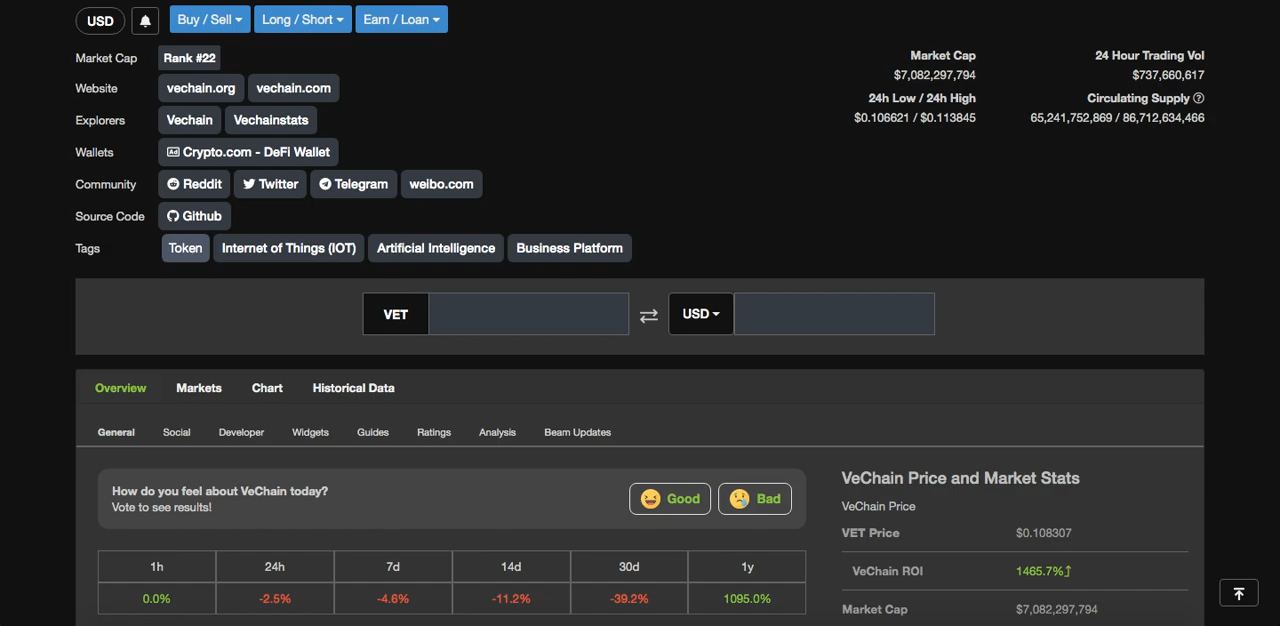 USD Buy / Sell Long / Short Earn / Loan
Market Cap Rank #22
Website vechain.org vechain.com
Explorers Vechain Vechainstats
Wallets Ad Crypto.com - DeFi Wallet
Community Reddit Twitter Telegram weibo.com
Source Code Github
Tags Token Internet of Things (IOT) Artificial Intelligence Business Platform
Market Cap 24 Hour Trading Vol
$7,082,297,794 $737,660,617
24h Low / 24h High Circulating Supply ?
$0.106621 / $0.113845 65,241,752,869 / 86,712,634,466
VET USD
Overview Markets Chart Historical Data
General Social Developer Widgets Guides Ratings Analysis Beam Updates
How do you feel about VeChain today?
Vote to see results!
Good Bad
1h 24h 7d 14d 30d 1y
0.0% -2.5% -4.6% -11.2% -39.2% 1095.0%
VeChain Price and Market Stats
VeChain Price
VET Price $0.108307
VeChain ROI 1465.7%
Market Cap $7,082,297,794